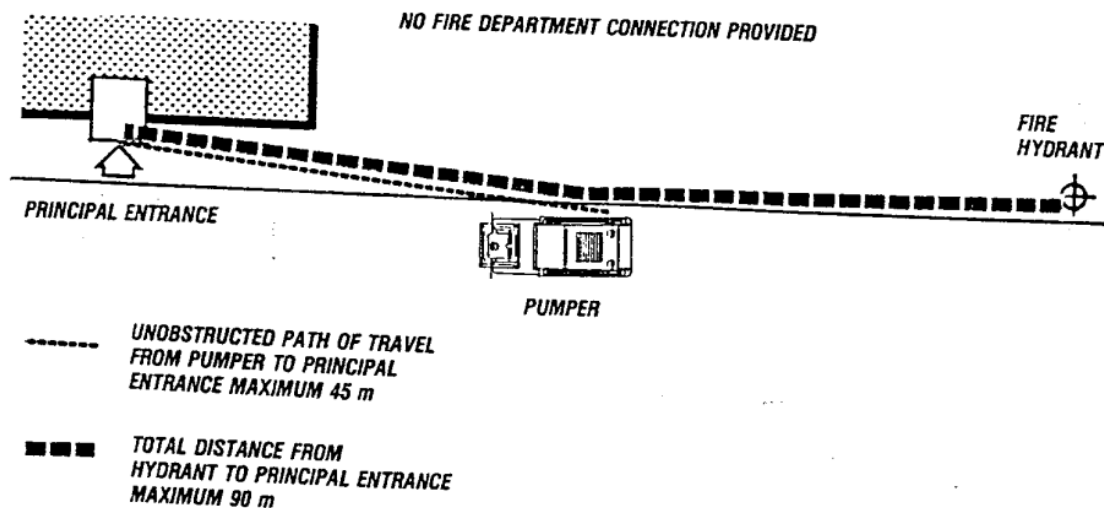 NO FIRE DEPARTMENT CONNECTION PROVIDED
FIRE
HYDRANT
PRINCIPAL ENTRANCE
PUMPER
UNOBSTRUCTED PATH OF TRAVEL
FROM PUMPER TO PRINCIPAL
ENTRANCE MAXIMUM 45 m
TOTAL DISTANCE FROM
HYDRANT TO PRINCIPAL ENTRANCE
MAXIMUM 90 m